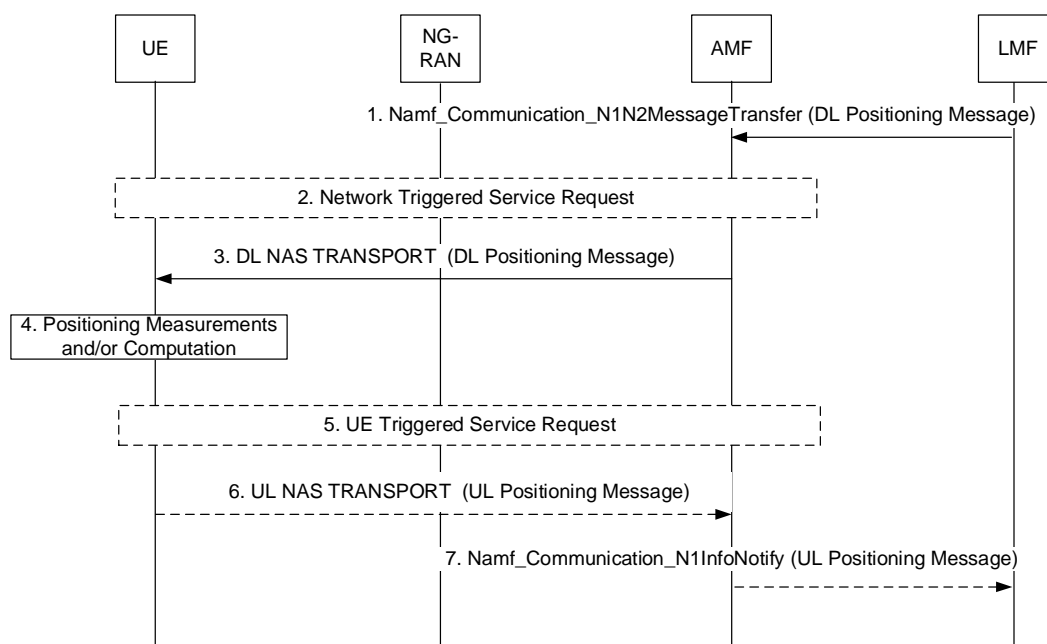 UE
NG-
RAN
AMF
LMF
1. Namf_Communication_N1N2MessageTransfer (DL Positioning Message)
2. Network Triggered Service Request
3. DL NAS TRANSPORT (DL Positioning Message)
4. Positioning Measurements
and/or Computation
5. UE Triggered Service Request
6. UL NAS TRANSPORT (UL Positioning Message)
7. Namf_Communication_N1InfoNotify (UL Positioning Message)